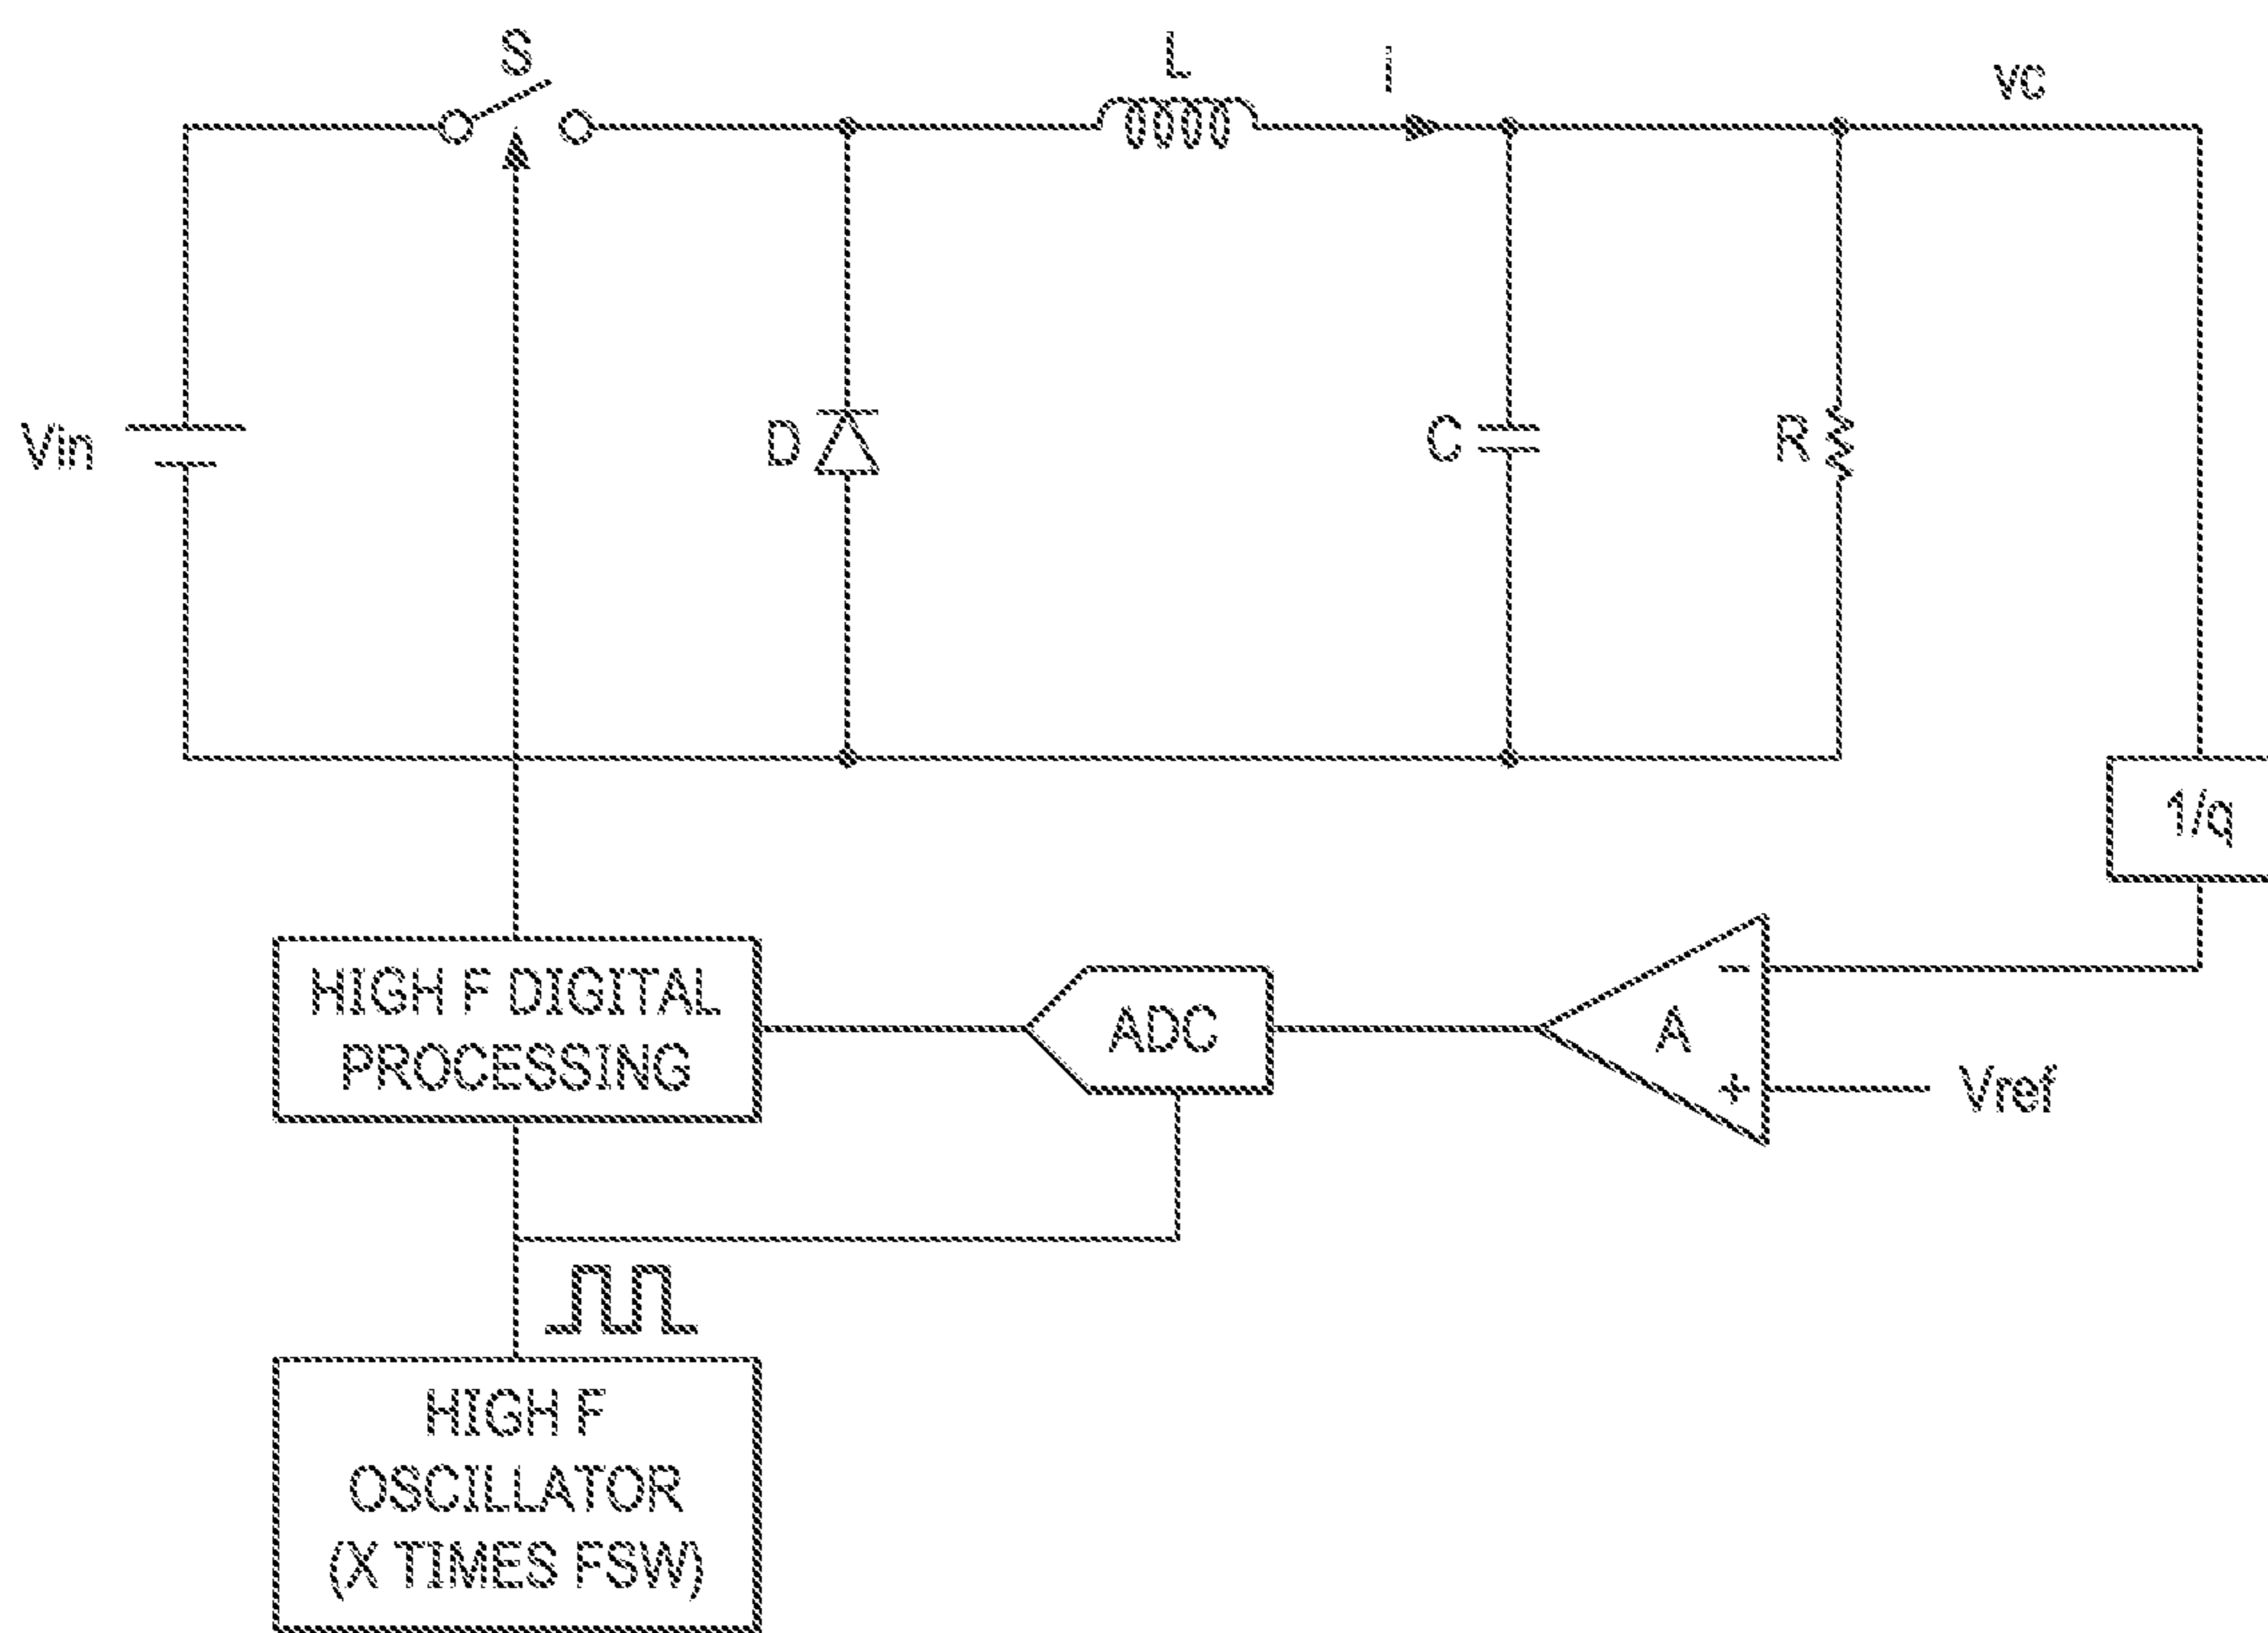 S
L
i
vc
Vin
D
C
R
1/q
HIGH F DIGITAL
PROCESSING
ADC
A
−
+
Vref
HIGH F
OSCILLATOR
(X TIMES FSW)